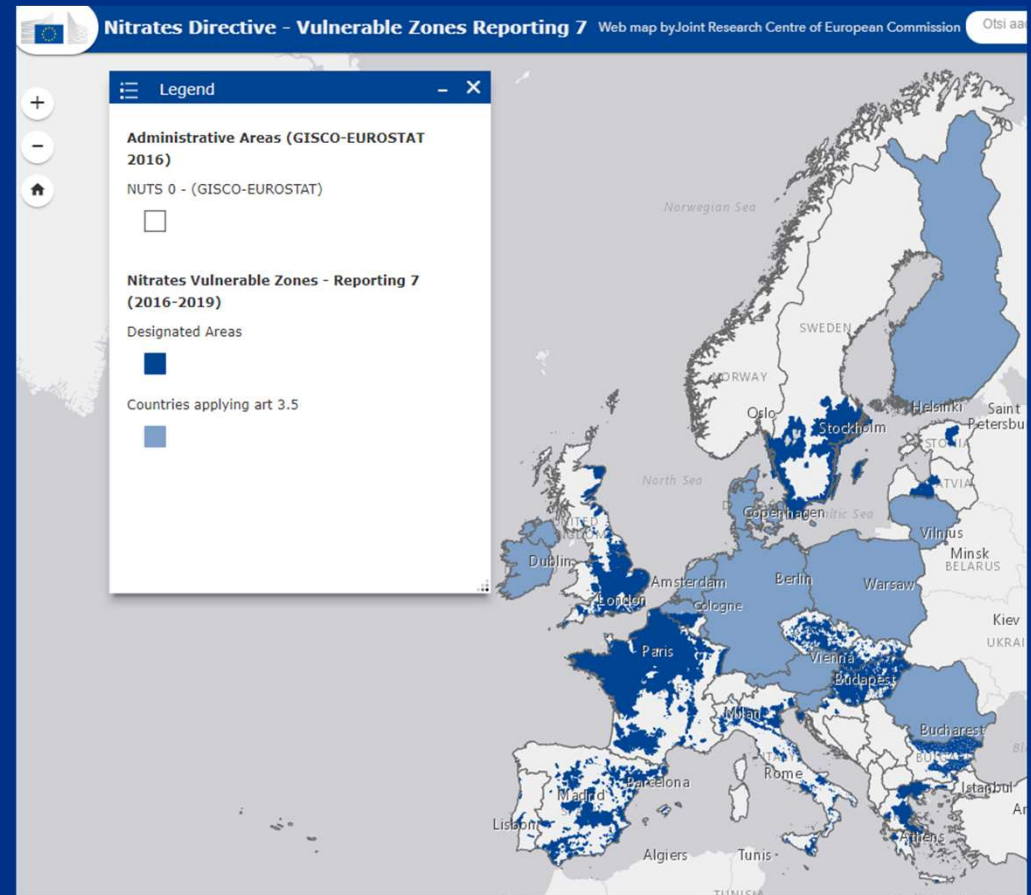 Nitrates Directive - Vulnerable Zones Reporting 7 Web map byJoint Research Centre of European Commission
Otsi aa
Legend
Administrative Areas (GISCO-EUROSTAT
2016)
NUTS 0 - (GISCO-EUROSTAT)
Nitrates Vulnerable Zones - Reporting 7
(2016-2019)
Designated Areas
Countries applying art 3.5
Norwegian Sea
SWEDEN
NORWAY
Oslo
Helsinki
Saint
Petersbu
Stockholm
North Sea
Copenhagen
Vilnius
Minsk
BELARUS
Dublin
Amsterdam
Berlin
Warsaw
London
Cologne
Kiev
UKRAI
Paris
Vienna
Budapest
Milan
Bucharest
Rome
Istanbul
Madrid
Barcelona
Lisbon
Athens
Algiers
Tunis